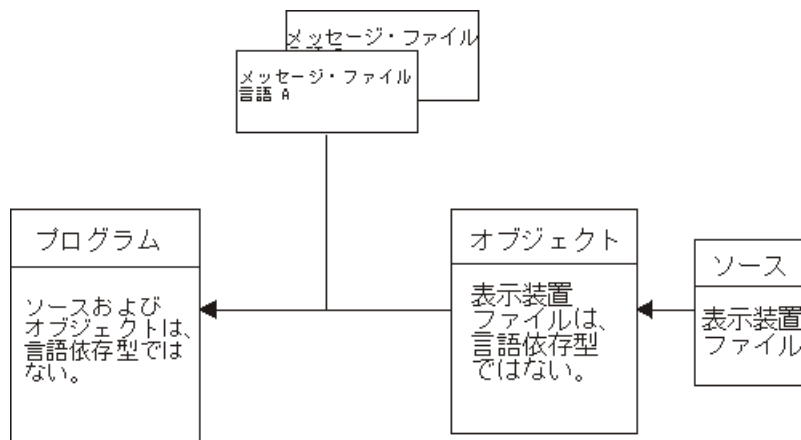 メッセージ・ファイル
メッセージ・ファイル
言語 A
プログラム
ソースおよび
オブジェクトは、
言語依存型では
ない。
オブジェクト
表示装置
ファイルは、
言語依存型
ではない。
ソース
表示装置
ファイル